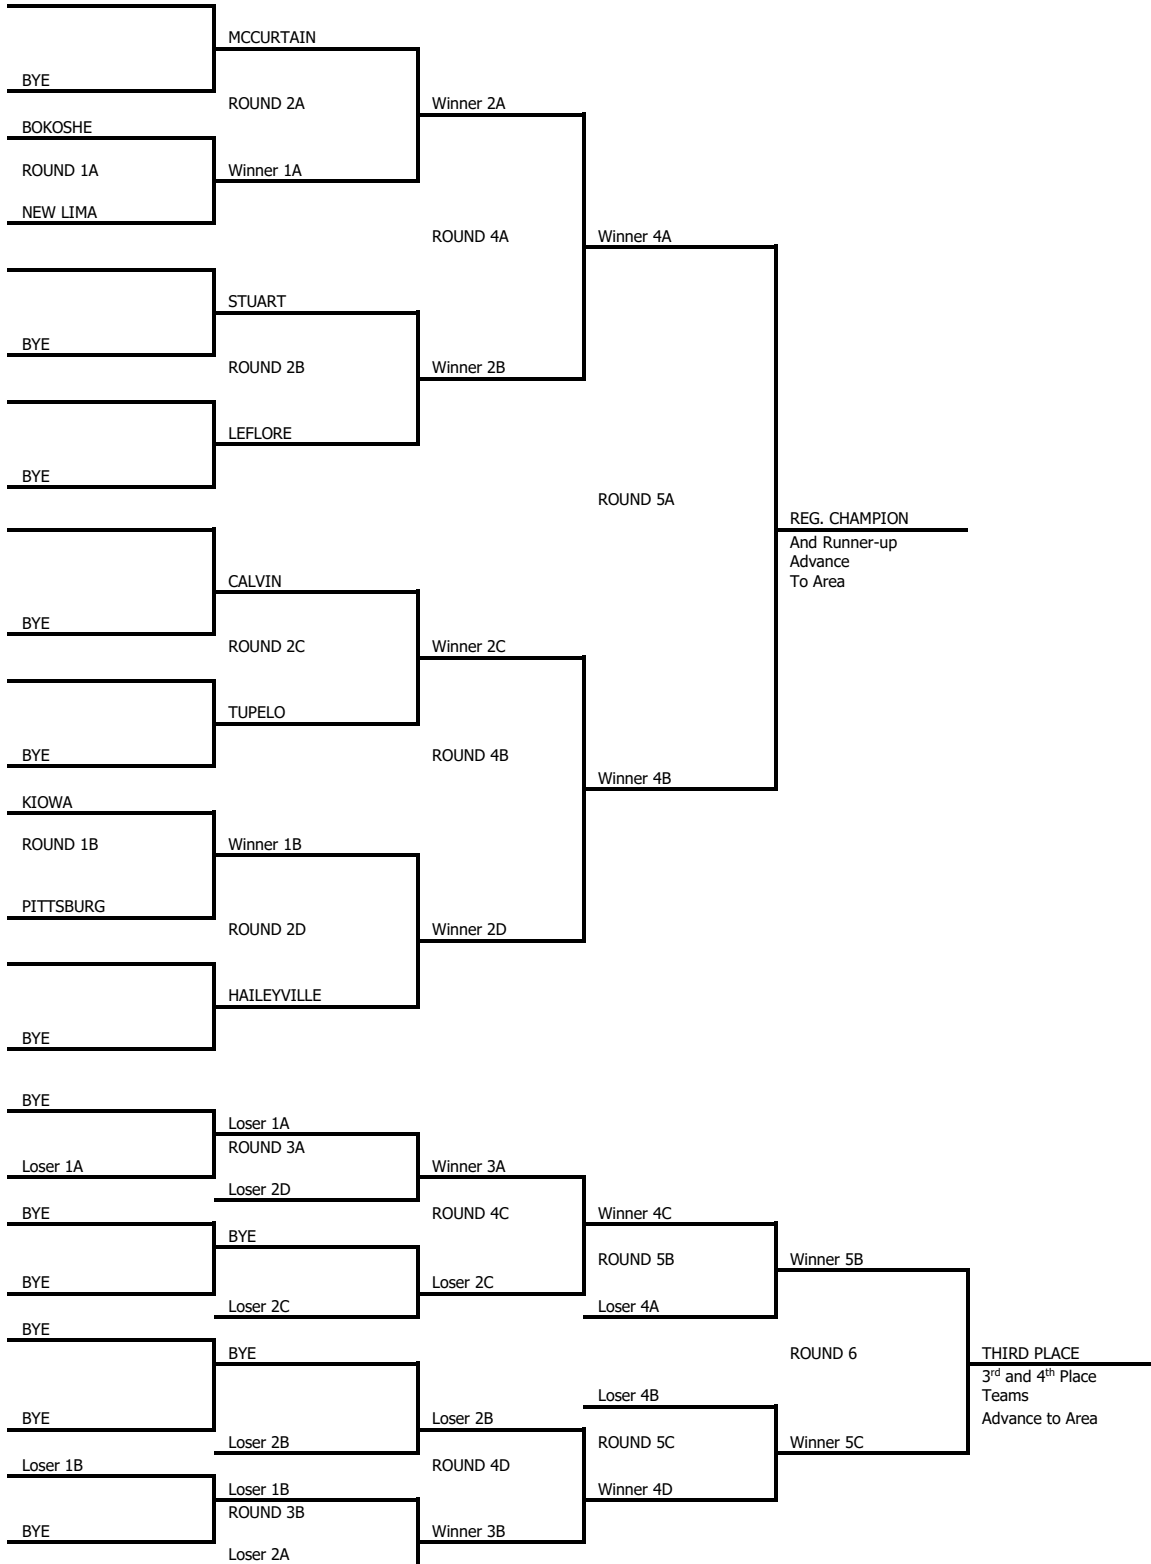 MCCURTAIN
BYE
ROUND 2A
Winner 2A
BOKOSHE
ROUND 1A
Winner 1A
NEW LIMA
ROUND 4A
Winner 4A
STUART
BYE
ROUND 2B
Winner 2B
LEFLORE
BYE
ROUND 5A
REG. CHAMPION
And Runner-up
Advance
To Area
CALVIN
BYE
ROUND 2C
Winner 2C
TUPELO
BYE
ROUND 4B
Winner 4B
KIOWA
ROUND 1B
Winner 1B
PITTSBURG
ROUND 2D
Winner 2D
HAILEYVILLE
BYE
BYE
Loser 1A
ROUND 3A
Loser 1A
Winner 3A
Loser 2D
BYE
ROUND 4C
Winner 4C
BYE
ROUND 5B
Winner 5B
BYE
Loser 2C
Loser 2C
Loser 4A
BYE
BYE
ROUND 6
THIRD PLACE
3rd and 4th Place
Teams
Advance to Area
Loser 4B
BYE
Loser 2B
Loser 2B
ROUND 5C
Winner 5C
Loser 1B
ROUND 4D
Loser 1B
Winner 4D
ROUND 3B
BYE
Winner 3B
Loser 2A